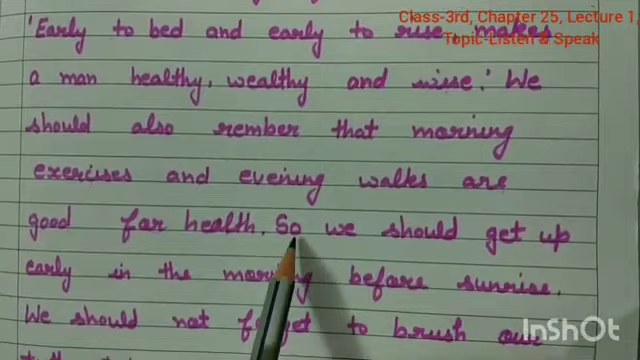 Class-3rd, Chapter 25, Lecture 1,
Topic-Listen & Speak
'Early to bed and early to rise, makes
a man healthy, wealthy and wise.' We
should also rember that morning
exercises and evening walks are
good for health. So we should get up
early in the morning before sunrise.
We should not forget to brush our
InShOt